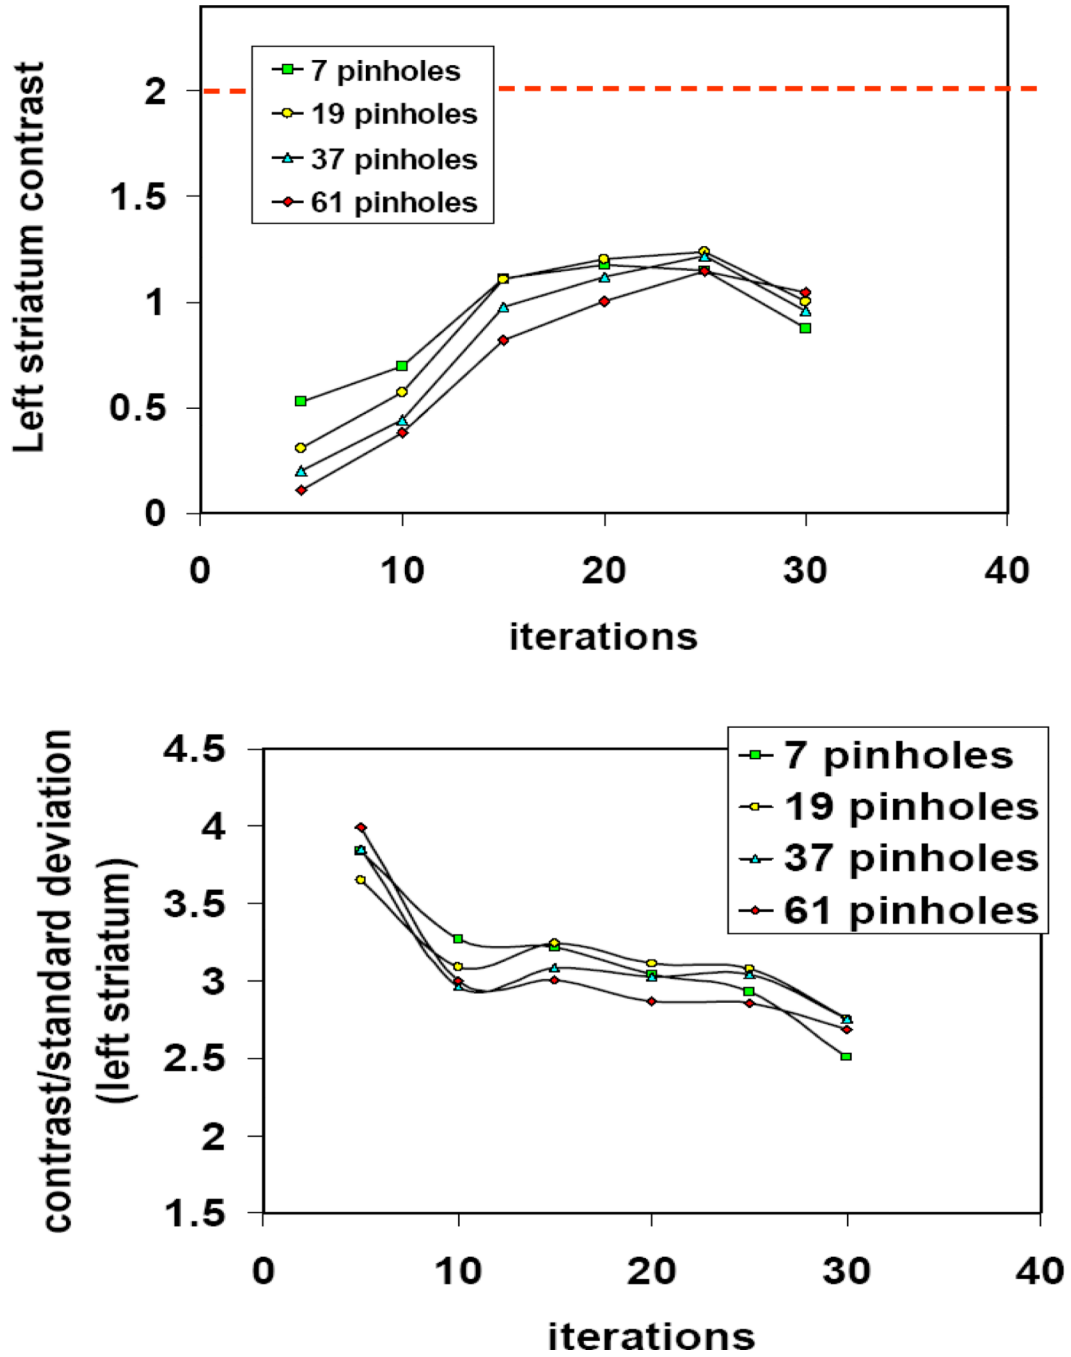 Left striatum contrast
7 pinholes
19 pinholes
37 pinholes
61 pinholes
2
1.5
1
0.5
0
0 10 20 30 40
iterations
contrast/standard deviation
(left striatum)
7 pinholes
19 pinholes
37 pinholes
61 pinholes
4.5
4
3.5
3
2.5
2
1.5
0 10 20 30 40
iterations